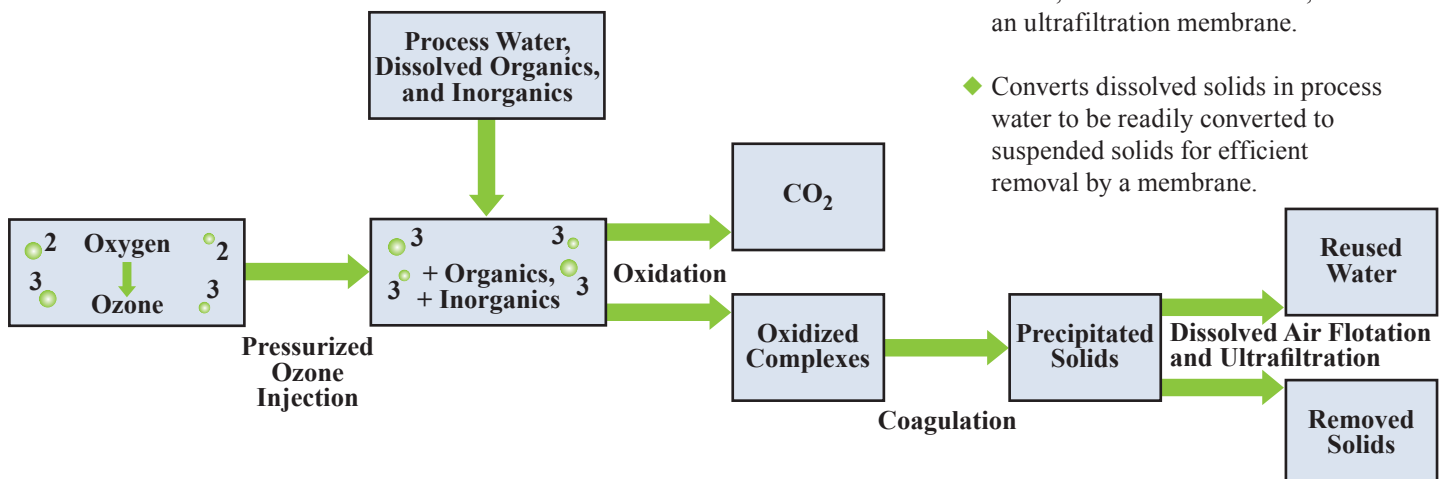 an ultrafiltration membrane.
Converts dissolved solids in process
water to be readily converted to
suspended solids for efficient
removal by a membrane.
Process Water,
Dissolved Organics,
and Inorganics
2 Oxygen 2
3 Ozone 3
Pressurized
Ozone
Injection
3 3
3 + Organics, 3
+ Inorganics
Oxidation
CO2
Oxidized
Complexes
Coagulation
Precipitated
Solids
Dissolved Air Flotation
and Ultrafiltration
Reused
Water
Removed
Solids